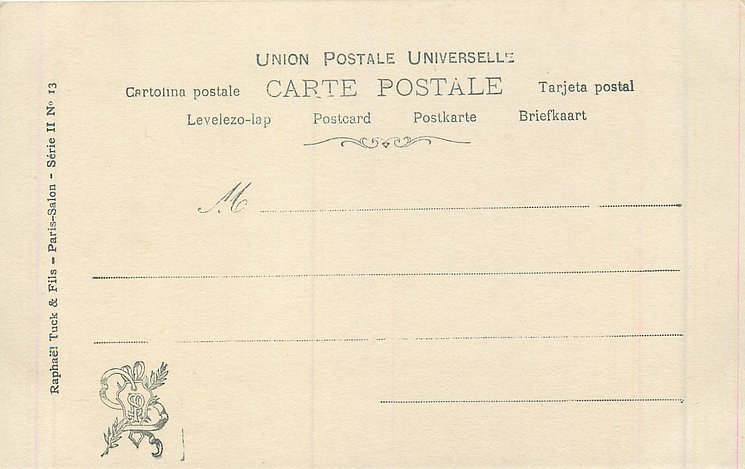 UNION POSTALE UNIVERSELLE
Cartolina postale CARTE POSTALE Tarjeta postal
Levelezo-lap Postcard Postkarte Briefkaart
M
Raphaël Tuck & Fils - Paris-Salon - Série II No 13